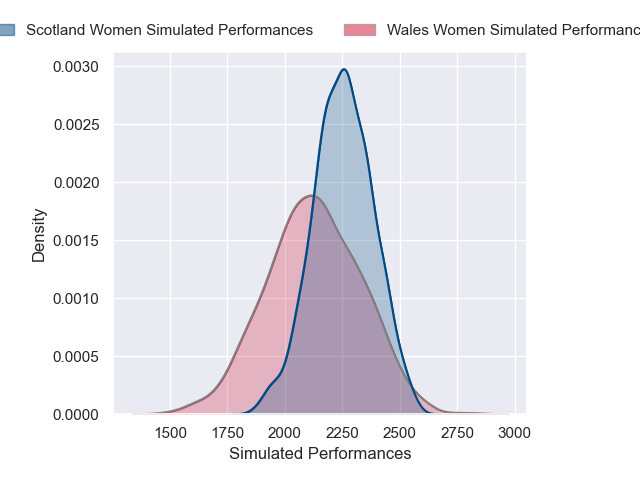 Scotland Women Simulated Performances Wales Women Simulated Performanc
0.0030
0.0025
0.0020
0.0015
0.0010
0.0005
0.0000
Density
1500 1750 2000 2250 2500 2750 3000
Simulated Performances